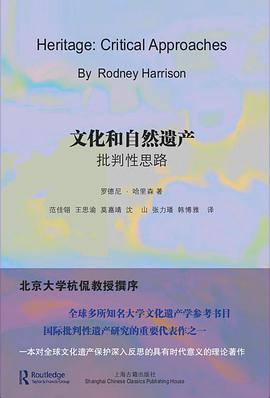 Heritage: Critical Approaches
By Rodney Harrison
文化和自然遗产
批判性思路
罗德尼 · 哈里森 著
范佳翎 王思渝 莫嘉靖 沈 山 张力璠 韩博雅 译
北京大学杭侃教授撰序
全球多所知名大学文化遗产学参考书目
国际批判性遗产研究的重要代表作之一
一本对全球文化遗产保护深入反思的具有时代意义的理论著作
Routledge
Taylor & Francis Group
上海古籍出版社
Shanghai Chinese Classics Publishing House